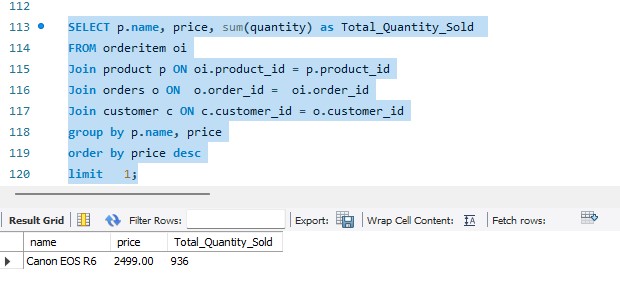 112
113 SELECT p.name, price, sum(quantity) as Total_Quantity_Sold
114 FROM orderitem oi
115 Join product p ON oi.product_id = p.product_id
116 Join orders o ON  o.order_id =  oi.order_id
117 Join customer c ON c.customer_id = o.customer_id
118 group by p.name, price
119 order by price desc
120 limit   1;
Result Grid Filter Rows: Export: Wrap Cell Content: IA Fetch rows:
name price Total_Quantity_Sold
Canon EOS R6 2499.00 936